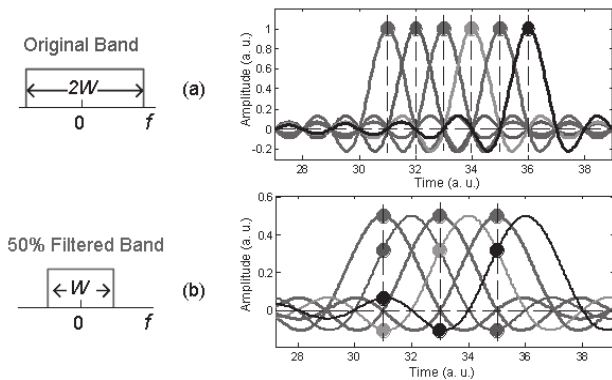 Original Band
2W
0
f
(a)
Amplitude (a. u.)
1
0.8
0.6
0.4
0.2
0
-0.2
28 30 32 34 36 38
Time (a. u.)
50% Filtered Band
W
0
f
(b)
Amplitude (a. u.)
0.6
0.4
0.2
0
28 30 32 34 36 38
Time (a. u.)